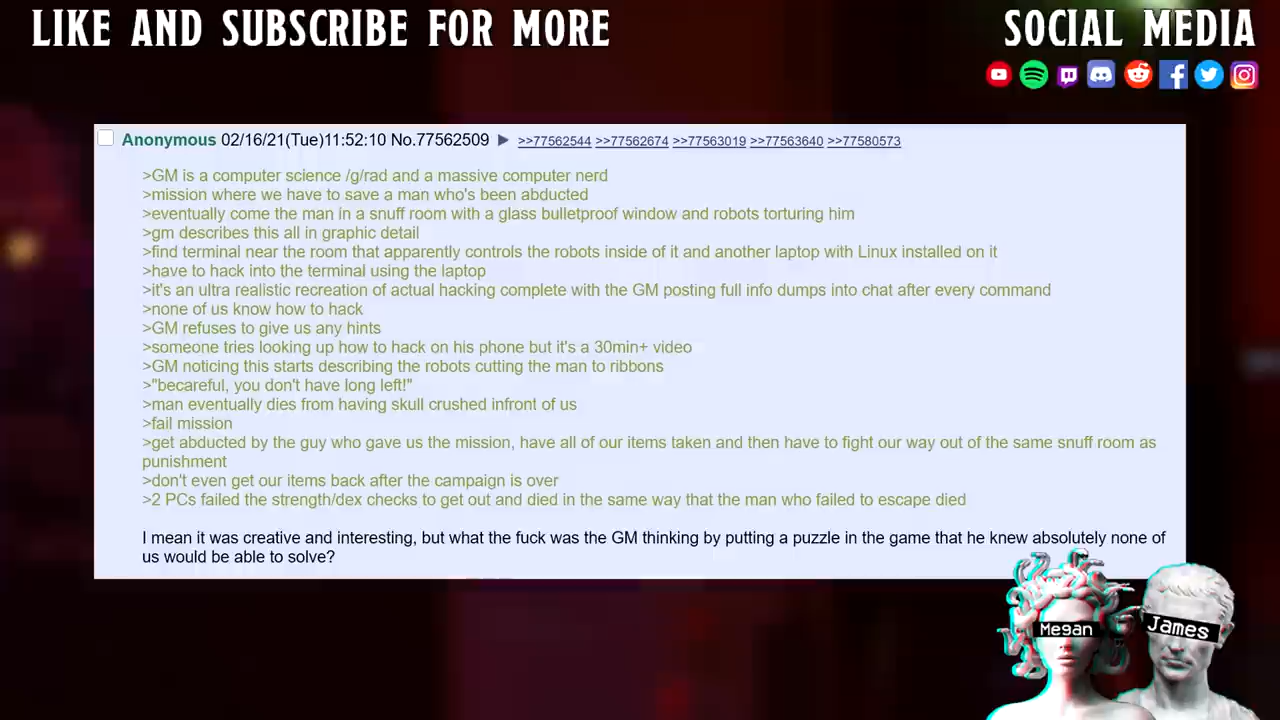 LIKE AND SUBSCRIBE FOR MORE
SOCIAL MEDIA
Anonymous 02/16/21(Tue)11:52:10 No.77562509 ▶ >>77562544 >>77562674 >>77563019 >>77563640 >>77580573
>GM is a computer science /g/rad and a massive computer nerd
>mission where we have to save a man who's been abducted
>eventually come the man in a snuff room with a glass bulletproof window and robots torturing him
>gm describes this all in graphic detail
>find terminal near the room that apparently controls the robots inside of it and another laptop with Linux installed on it
>have to hack into the terminal using the laptop
>it's an ultra realistic recreation of actual hacking complete with the GM posting full info dumps into chat after every command
>none of us know how to hack
>GM refuses to give us any hints
>someone tries looking up how to hack on his phone but it's a 30min+ video
>GM noticing this starts describing the robots cutting the man to ribbons
>"becareful, you don't have long left!"
>man eventually dies from having skull crushed infront of us
>fail mission
>get abducted by the guy who gave us the mission, have all of our items taken and then have to fight our way out of the same snuff room as
punishment
>don't even get our items back after the campaign is over
>2 PCs failed the strength/dex checks to get out and died in the same way that the man who failed to escape died
I mean it was creative and interesting, but what the fuck was the GM thinking by putting a puzzle in the game that he knew absolutely none of
us would be able to solve?
Megan
James